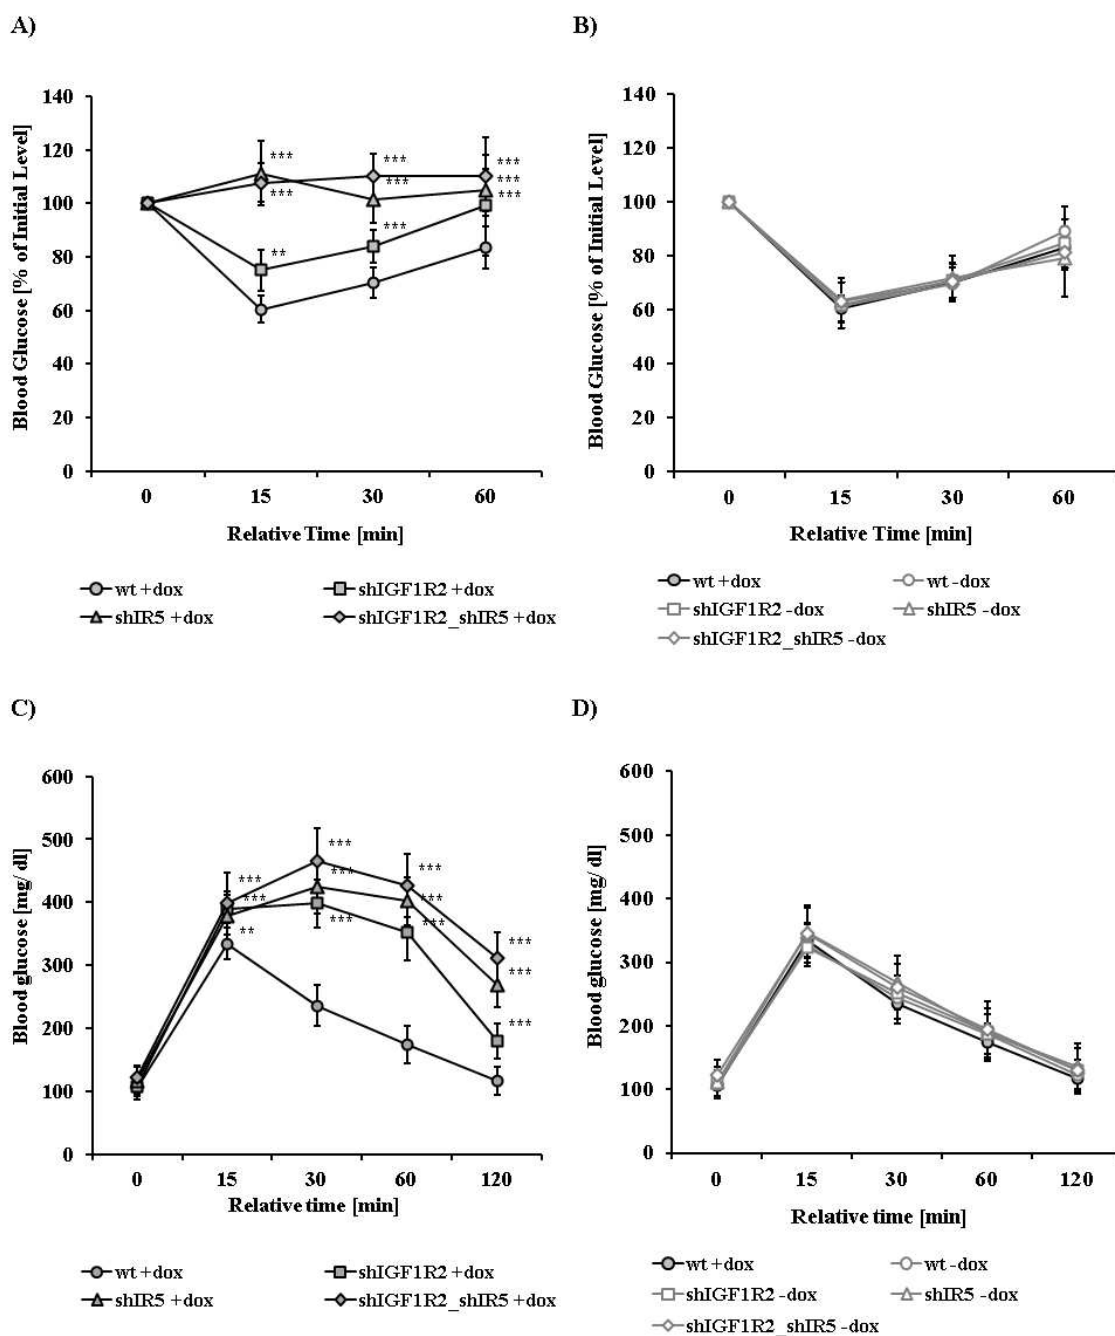 A)
B)
140
120
100
80
60
40
20
0
Blood Glucose [% of Initial Level]
***
***
***
***
***
***
***
**
***
0 15 30 60
Relative Time [min]
wt +dox
shIGF1R2 +dox
shIR5 +dox
shIGF1R2_shIR5 +dox
140
120
100
80
60
40
20
0
Blood Glucose [% of Initial Level]
0 15 30 60
Relative Time [min]
wt +dox
wt -dox
shIGF1R2 -dox
shIR5 -dox
shIGF1R2_shIR5 -dox
C)
D)
600
500
400
300
200
100
0
Blood glucose [mg/ dl]
***
***
**
***
***
***
***
***
***
***
***
***
0 15 30 60 120
Relative time [min]
wt +dox
shIGF1R2 +dox
shIR5 +dox
shIGF1R2_shIR5 +dox
600
500
400
300
200
100
0
Blood glucose [mg/ dl]
0 15 30 60 120
Relative time [min]
wt +dox
wt -dox
shIGF1R2 -dox
shIR5 -dox
shIGF1R2_shIR5 -dox